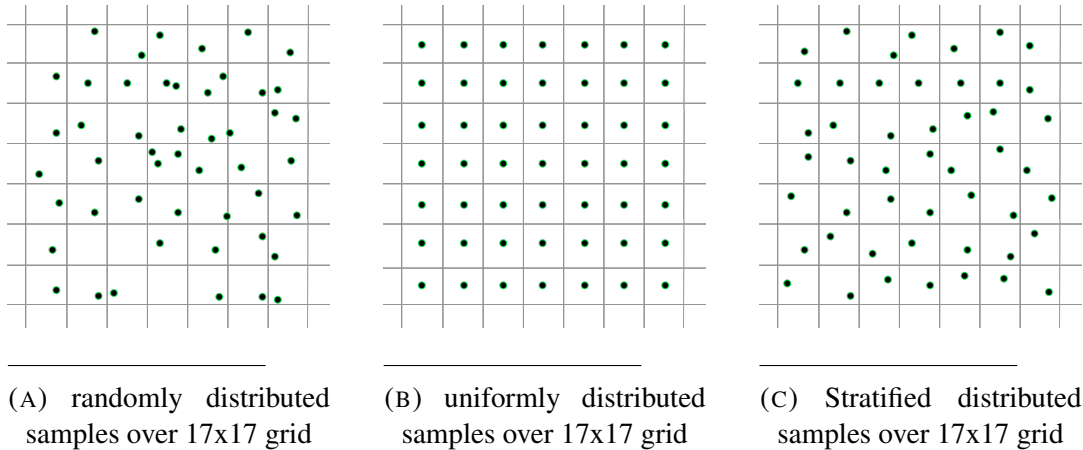 (A) randomly distributed
samples over 17x17 grid
(B) uniformly distributed
samples over 17x17 grid
(C) Stratified distributed
samples over 17x17 grid